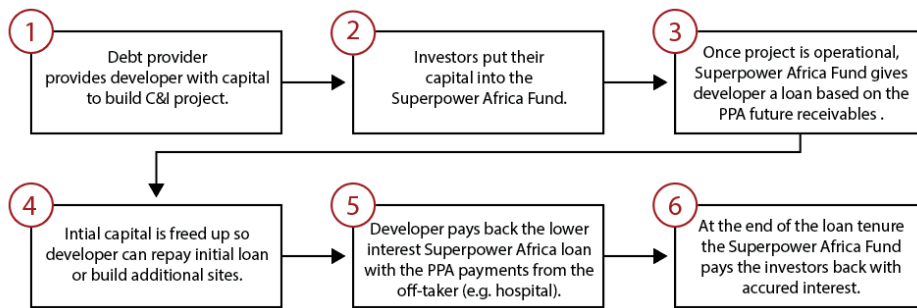 1
Debt provider
provides developer with capital
to build C&I project.
2
Investors put their
capital into the
Superpower Africa Fund.
3
Once project is operational,
Superpower Africa Fund gives
developer a loan based on the
PPA future receivables .
4
Intial capital is freed up so
developer can repay initial loan
or build additional sites.
5
Developer pays back the lower
interest Superpower Africa loan
with the PPA payments from the
off-taker (e.g. hospital).
6
At the end of the loan tenure
the Superpower Africa Fund
pays the investors back with
accured interest.